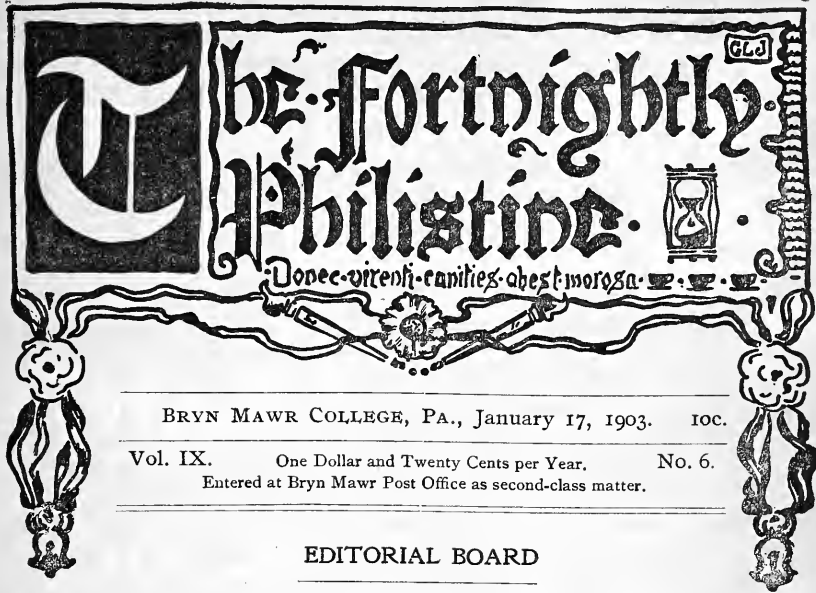 GLJ
The · Fortnightly ·
Philistine ·
· Donec · virenti · canities · abest · morosa ·
BRYN MAWR COLLEGE, PA., January 17, 1903. 10C.
Vol. IX. One Dollar and Twenty Cents per Year. No. 6.
Entered at Bryn Mawr Post Office as second-class matter.
EDITORIAL BOARD